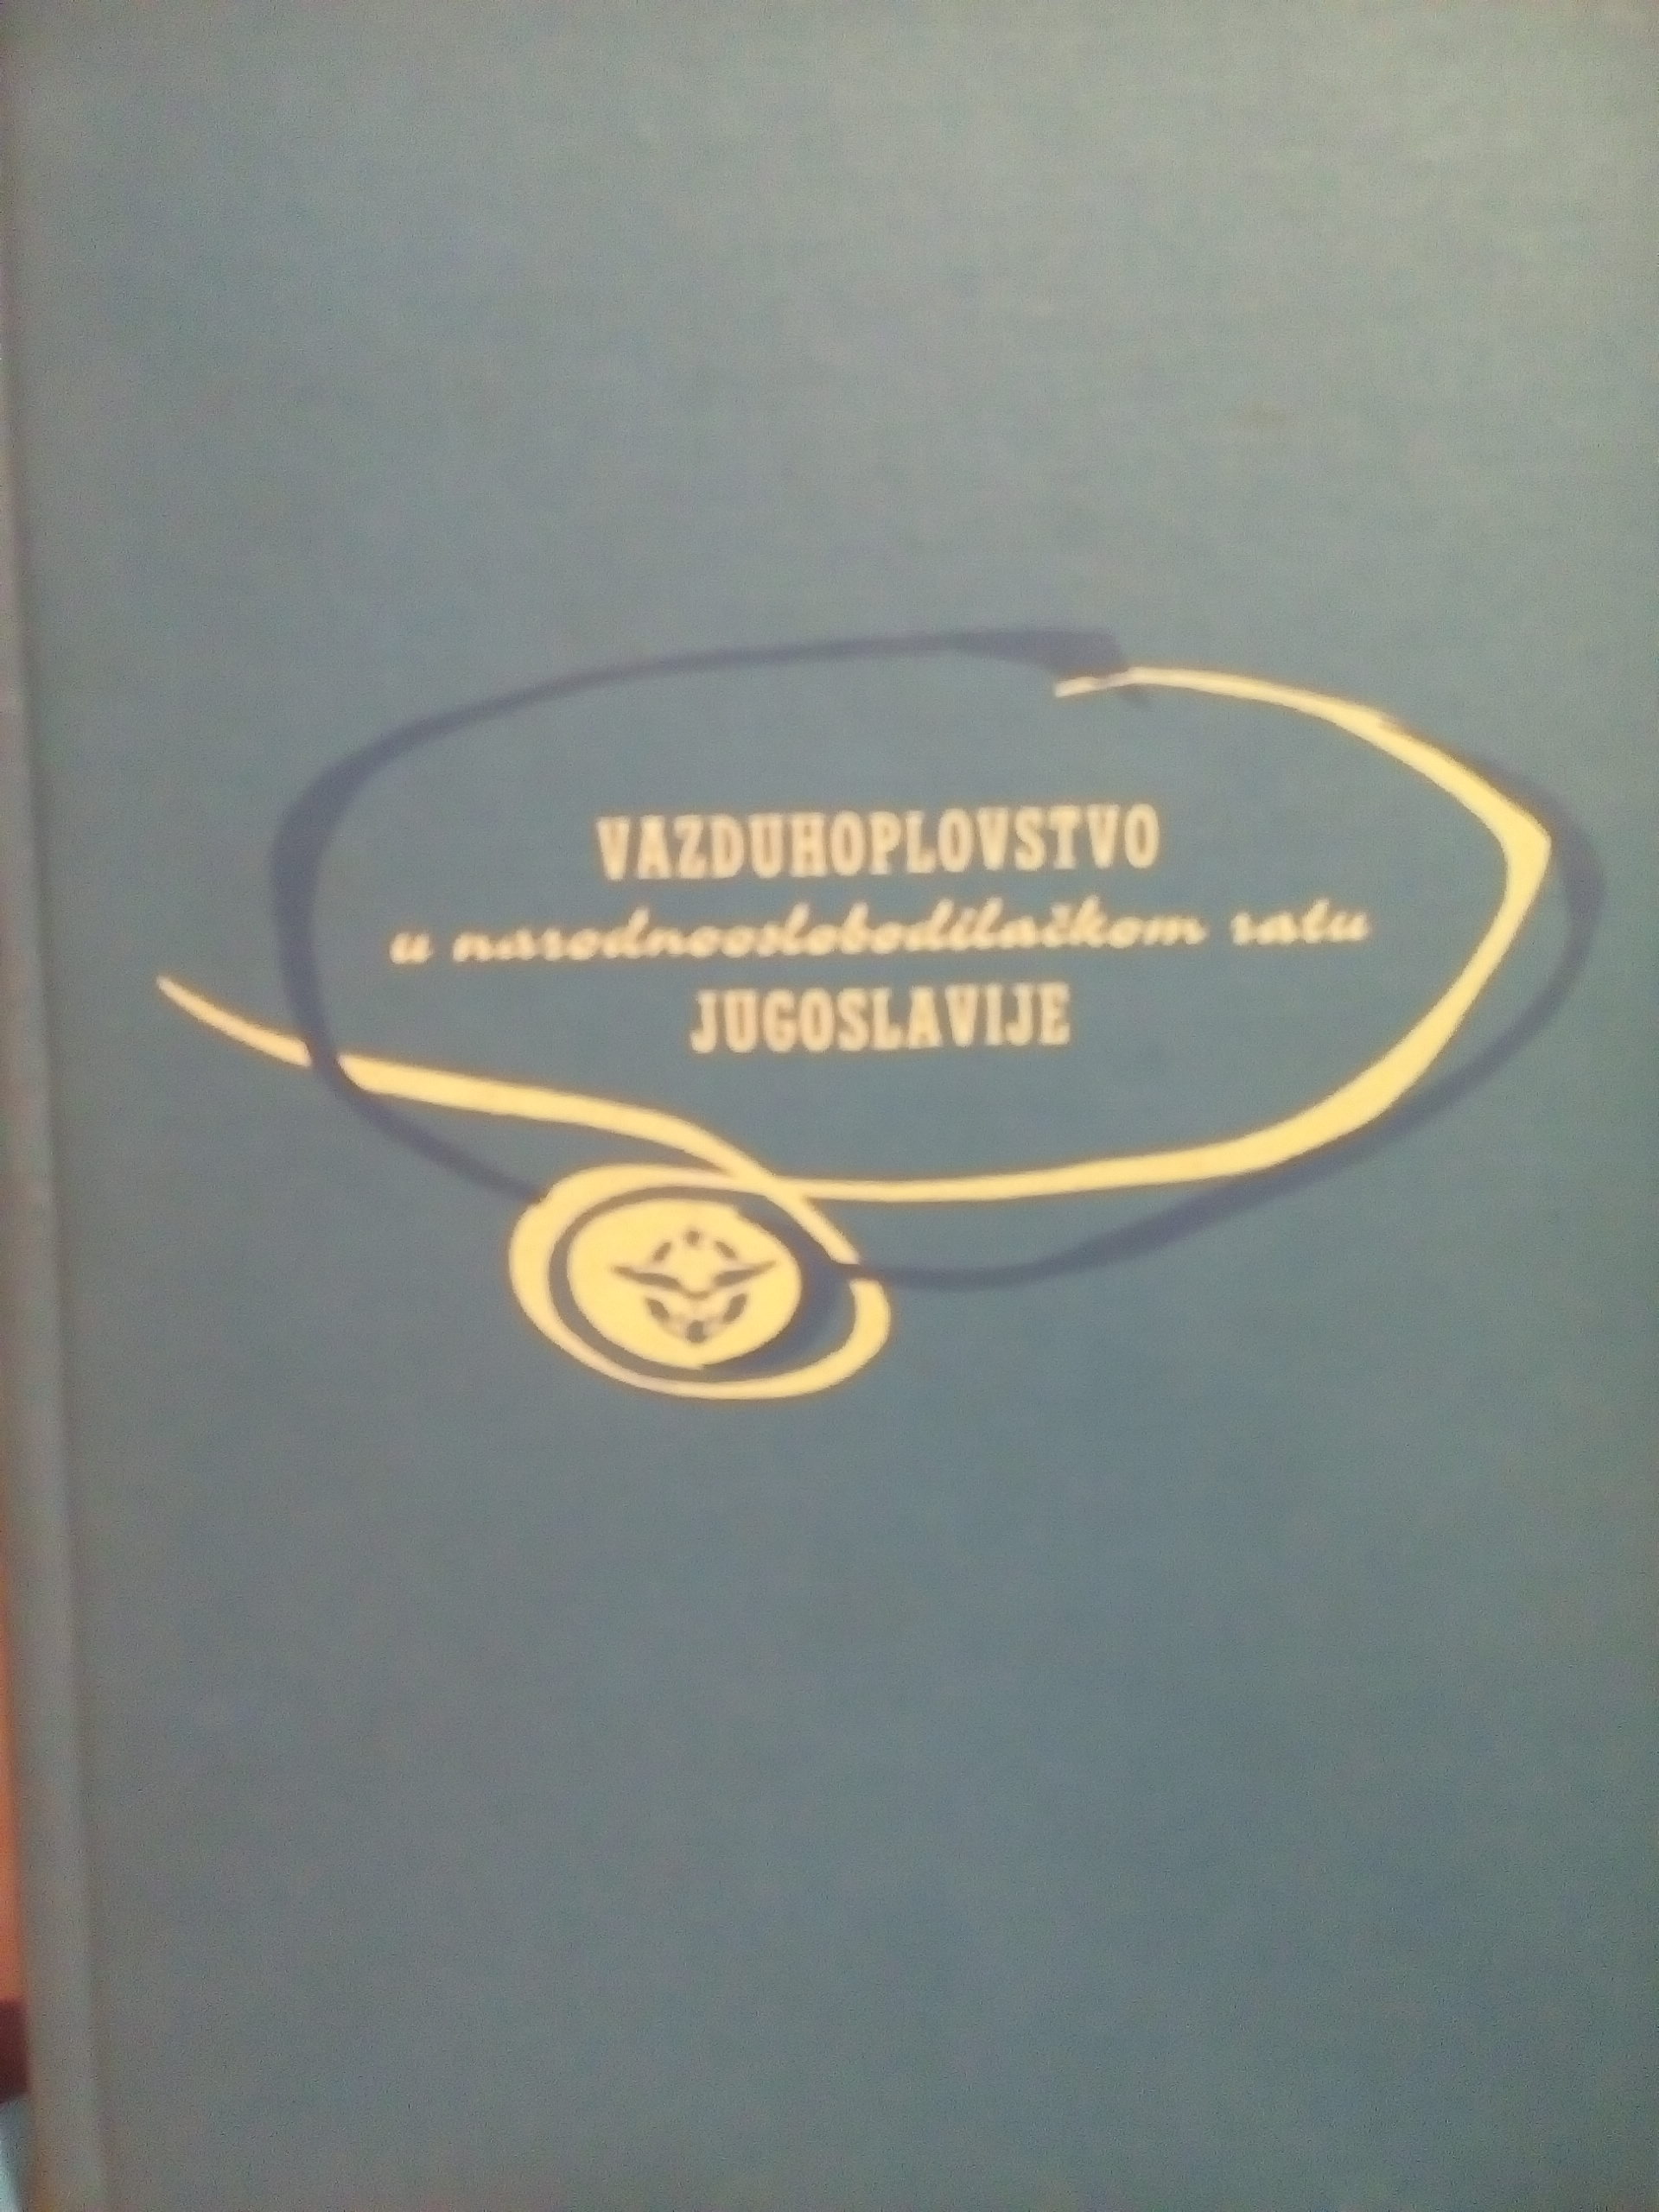 VAZDUHOPLOVSTVO
u narodnooslobodilačkom ratu
JUGOSLAVIJE